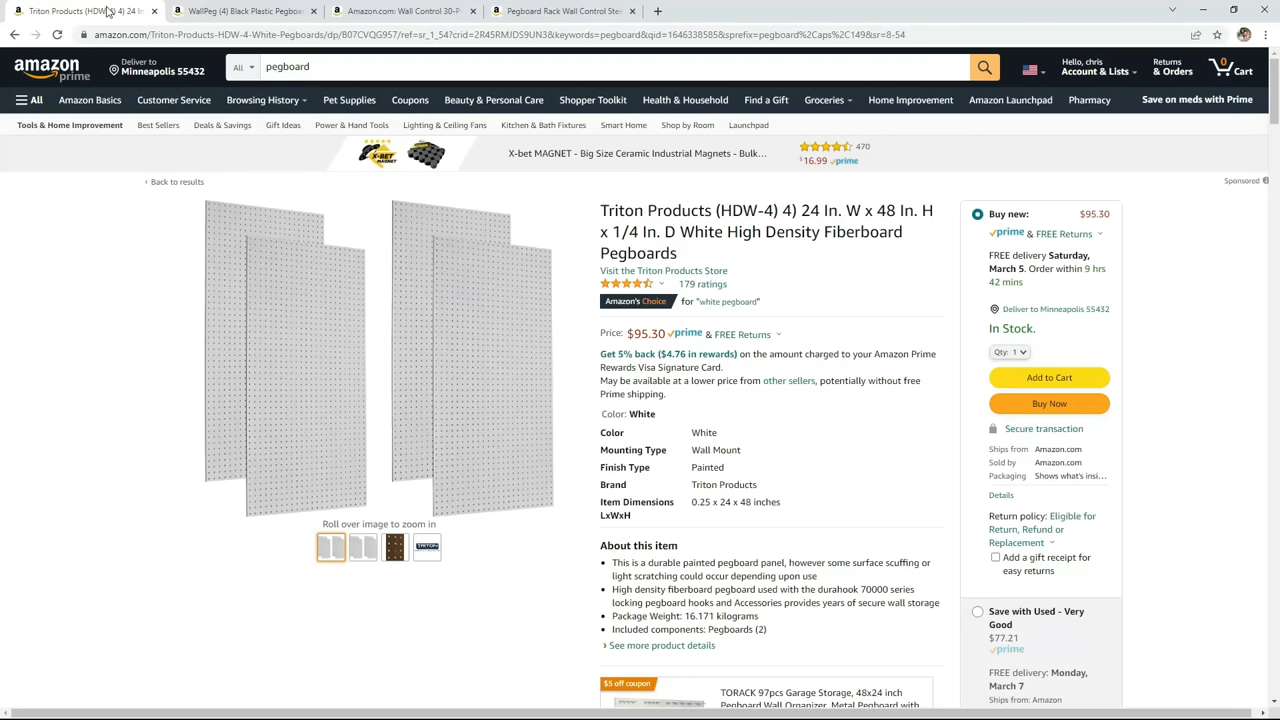 Triton Products (HDW-4) 4) 24 In
WallPeg (4) Black Plastic Pegboa
Amazon.com: Wall Control 30-P
Pegboard Rack Wall Control Ster
amazon.com/Triton-Products-HDW-4-White-Pegboards/dp/B07CVQG957/ref=sr_1_54?crid=2R45RMJDS9UN3&keywords=pegboard&qid=1646338585&sprefix=pegboard%2Caps%2C149&sr=8-54
amazon prime
Deliver to
Minneapolis 55432
All
pegboard
Hello, chris
Account & Lists
Returns
& Orders
0
Cart
All Amazon Basics Customer Service Browsing History Pet Supplies Coupons Beauty & Personal Care Shopper Toolkit Health & Household Find a Gift Groceries Home Improvement Amazon Launchpad Pharmacy Save on meds with Prime
Tools & Home Improvement Best Sellers Deals & Savings Gift Ideas Power & Hand Tools Lighting & Ceiling Fans Kitchen & Bath Fixtures Smart Home Shop by Room Launchpad
X-BET MAGNET
X-bet MAGNET - Big Size Ceramic Industrial Magnets - Bulk...
470
$16.99 prime
‹ Back to results
Sponsored
Triton Products (HDW-4) 4) 24 In. W x 48 In. H
x 1/4 In. D White High Density Fiberboard
Pegboards
Visit the Triton Products Store
179 ratings
Amazon's Choice for "white pegboard"
Price: $95.30 prime & FREE Returns
Get 5% back ($4.76 in rewards) on the amount charged to your Amazon Prime
Rewards Visa Signature Card.
May be available at a lower price from other sellers, potentially without free
Prime shipping.
Color: White
Color White
Mounting Type Wall Mount
Finish Type Painted
Brand Triton Products
Item Dimensions 0.25 x 24 x 48 inches
LxWxH
Roll over image to zoom in
TRITON
About this item
• This is a durable painted pegboard panel, however some surface scuffing or
light scratching could occur depending upon use
• High density fiberboard pegboard used with the durahook 70000 series
locking pegboard hooks and Accessories provides years of secure wall storage
• Package Weight: 16.171 kilograms
• Included components: Pegboards (2)
› See more product details
$5 off coupon
TORACK 97pcs Garage Storage, 48x24 inch
Pegboard Wall Organizer, Metal Pegboard with
Buy new: $95.30
prime & FREE Returns
FREE delivery Saturday,
March 5. Order within 9 hrs
42 mins
Deliver to Minneapolis 55432
In Stock.
Qty: 1
Add to Cart
Buy Now
Secure transaction
Ships from Amazon.com
Sold by Amazon.com
Packaging Shows what's insi...
Details
Return policy: Eligible for
Return, Refund or
Replacement
Add a gift receipt for
easy returns
Save with Used - Very
Good
$77.21
prime
FREE delivery: Monday,
March 7
Ships from: Amazon